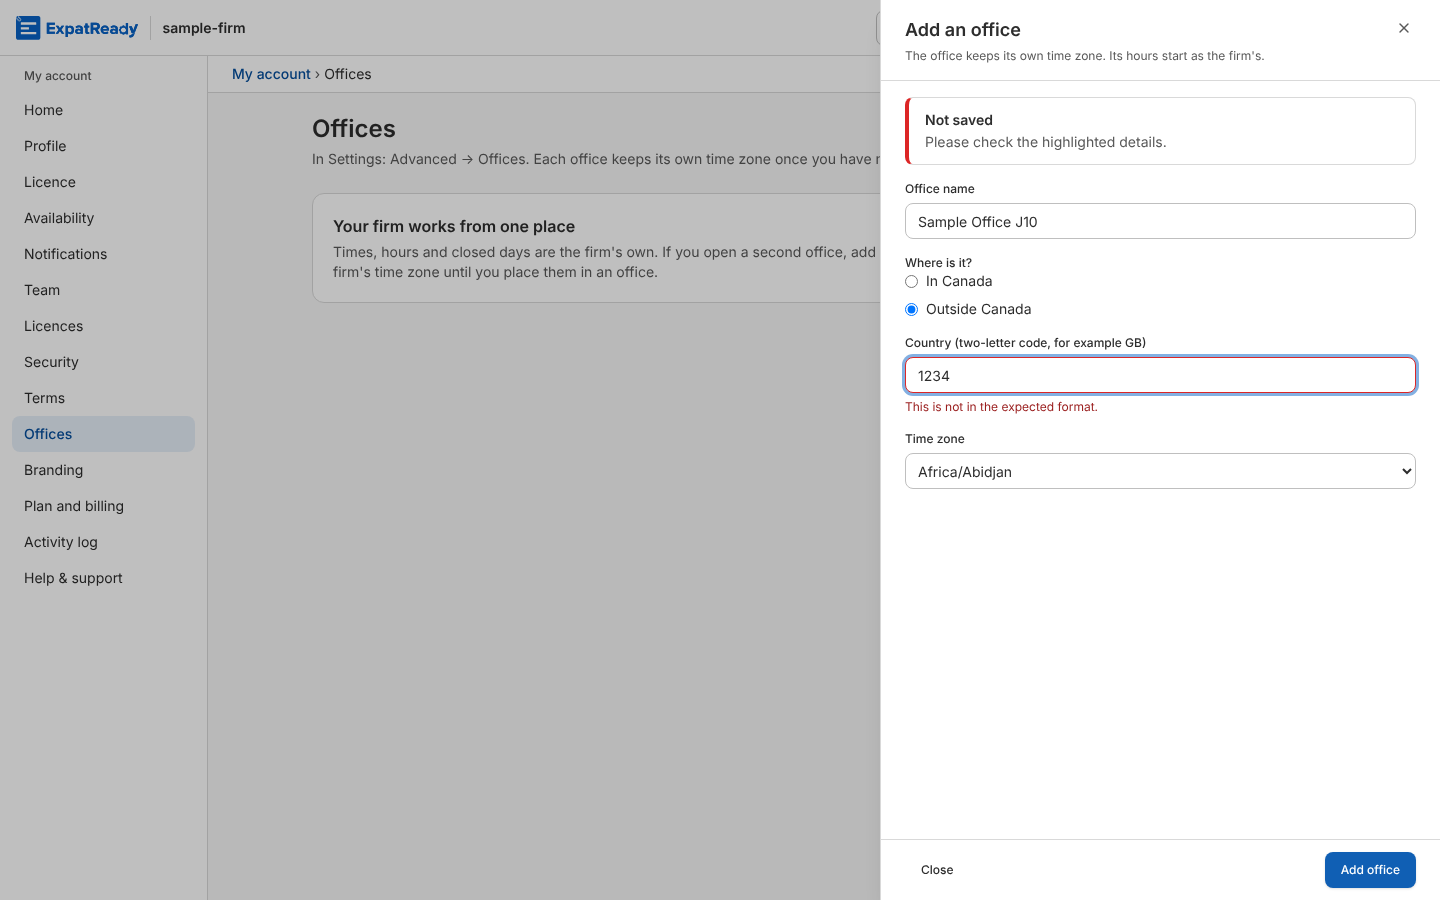 ExpatReady
sample-firm
My account
Home
Profile
Licence
Availability
Notifications
Team
Licences
Security
Terms
Offices
Branding
Plan and billing
Activity log
Help & support
My account › Offices
Offices
In Settings: Advanced → Offices. Each office keeps its own time zone once you have
Your firm works from one place
Times, hours and closed days are the firm's own. If you open a second office, add
firm's time zone until you place them in an office.
Add an office
×
The office keeps its own time zone. Its hours start as the firm's.
Not saved
Please check the highlighted details.
Office name
Sample Office J10
Where is it?
In Canada
Outside Canada
Country (two-letter code, for example GB)
1234
This is not in the expected format.
Time zone
Africa/Abidjan
Close
Add office